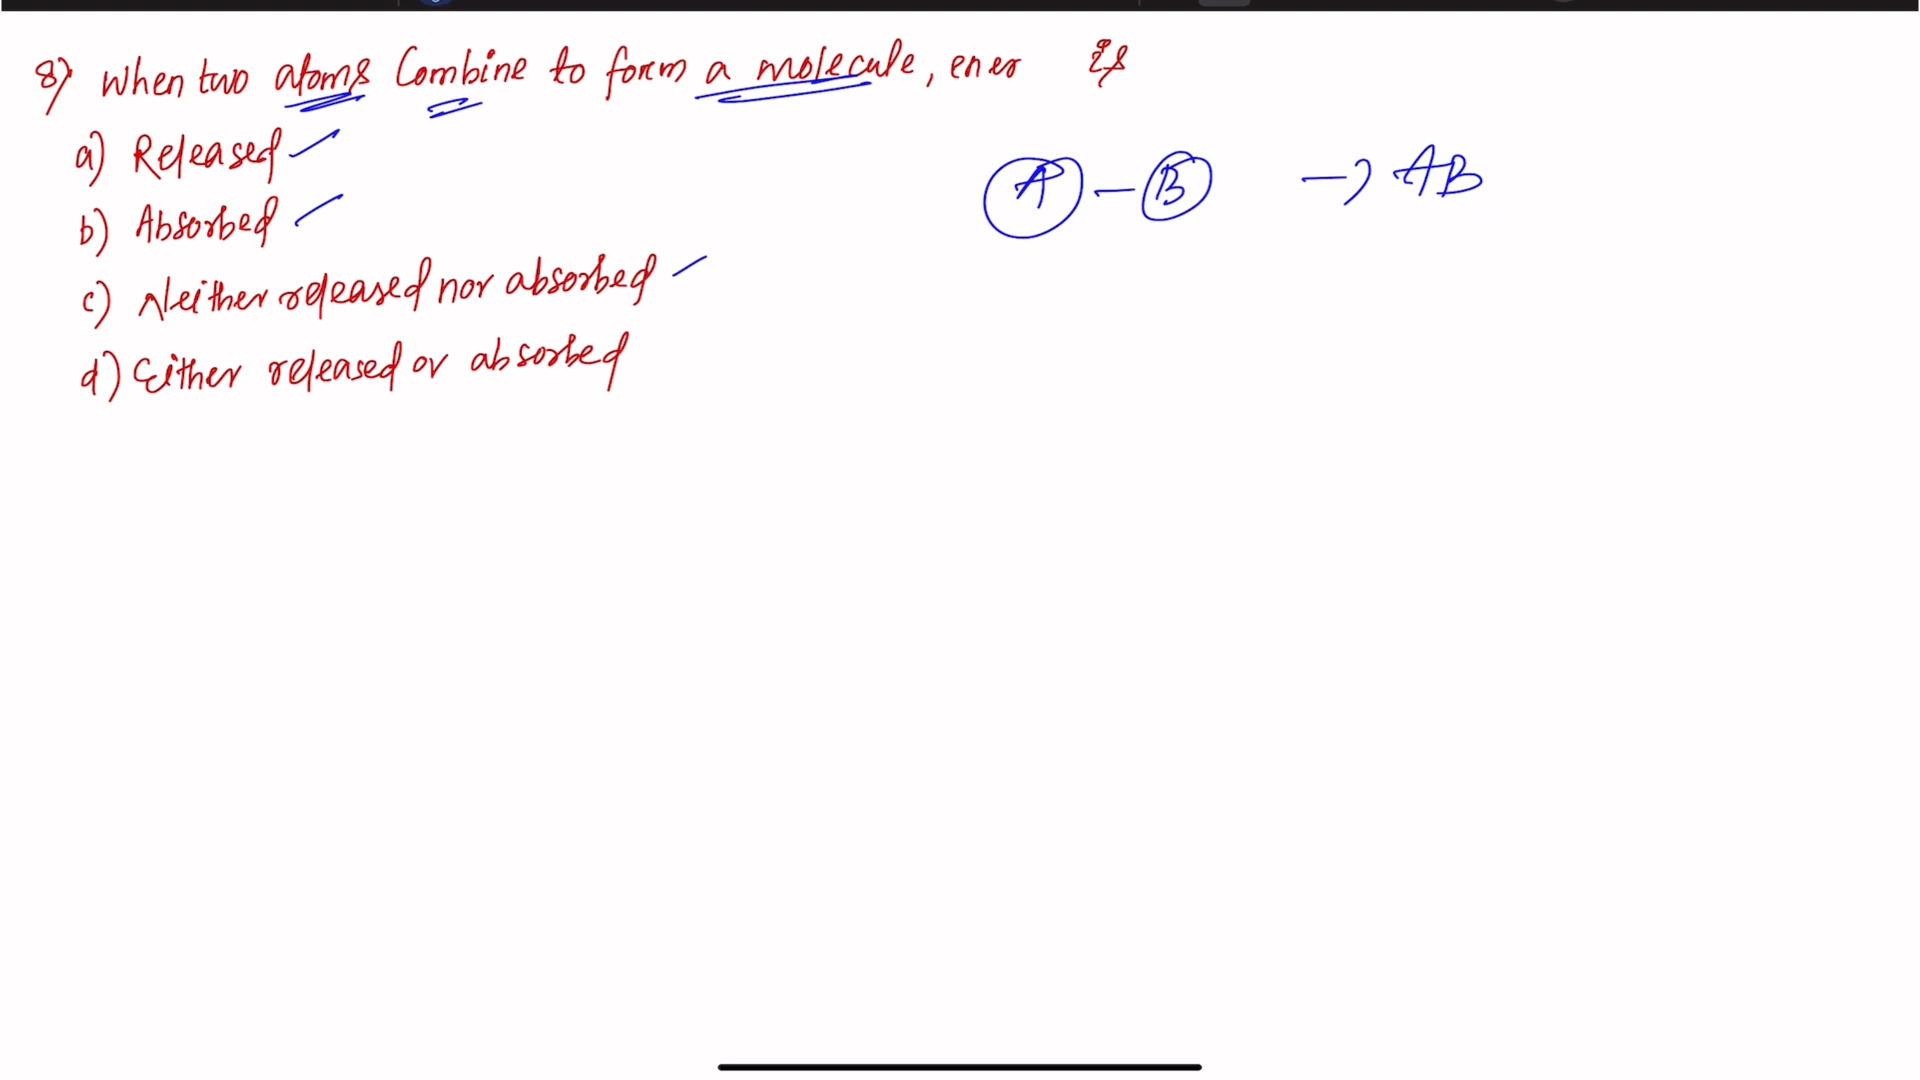 8) When two atoms Combine to form a molecule, ener is
a) Released
b) Absorbed
c) Neither released nor absorbed
d) Either released or absorbed
A – B → AB